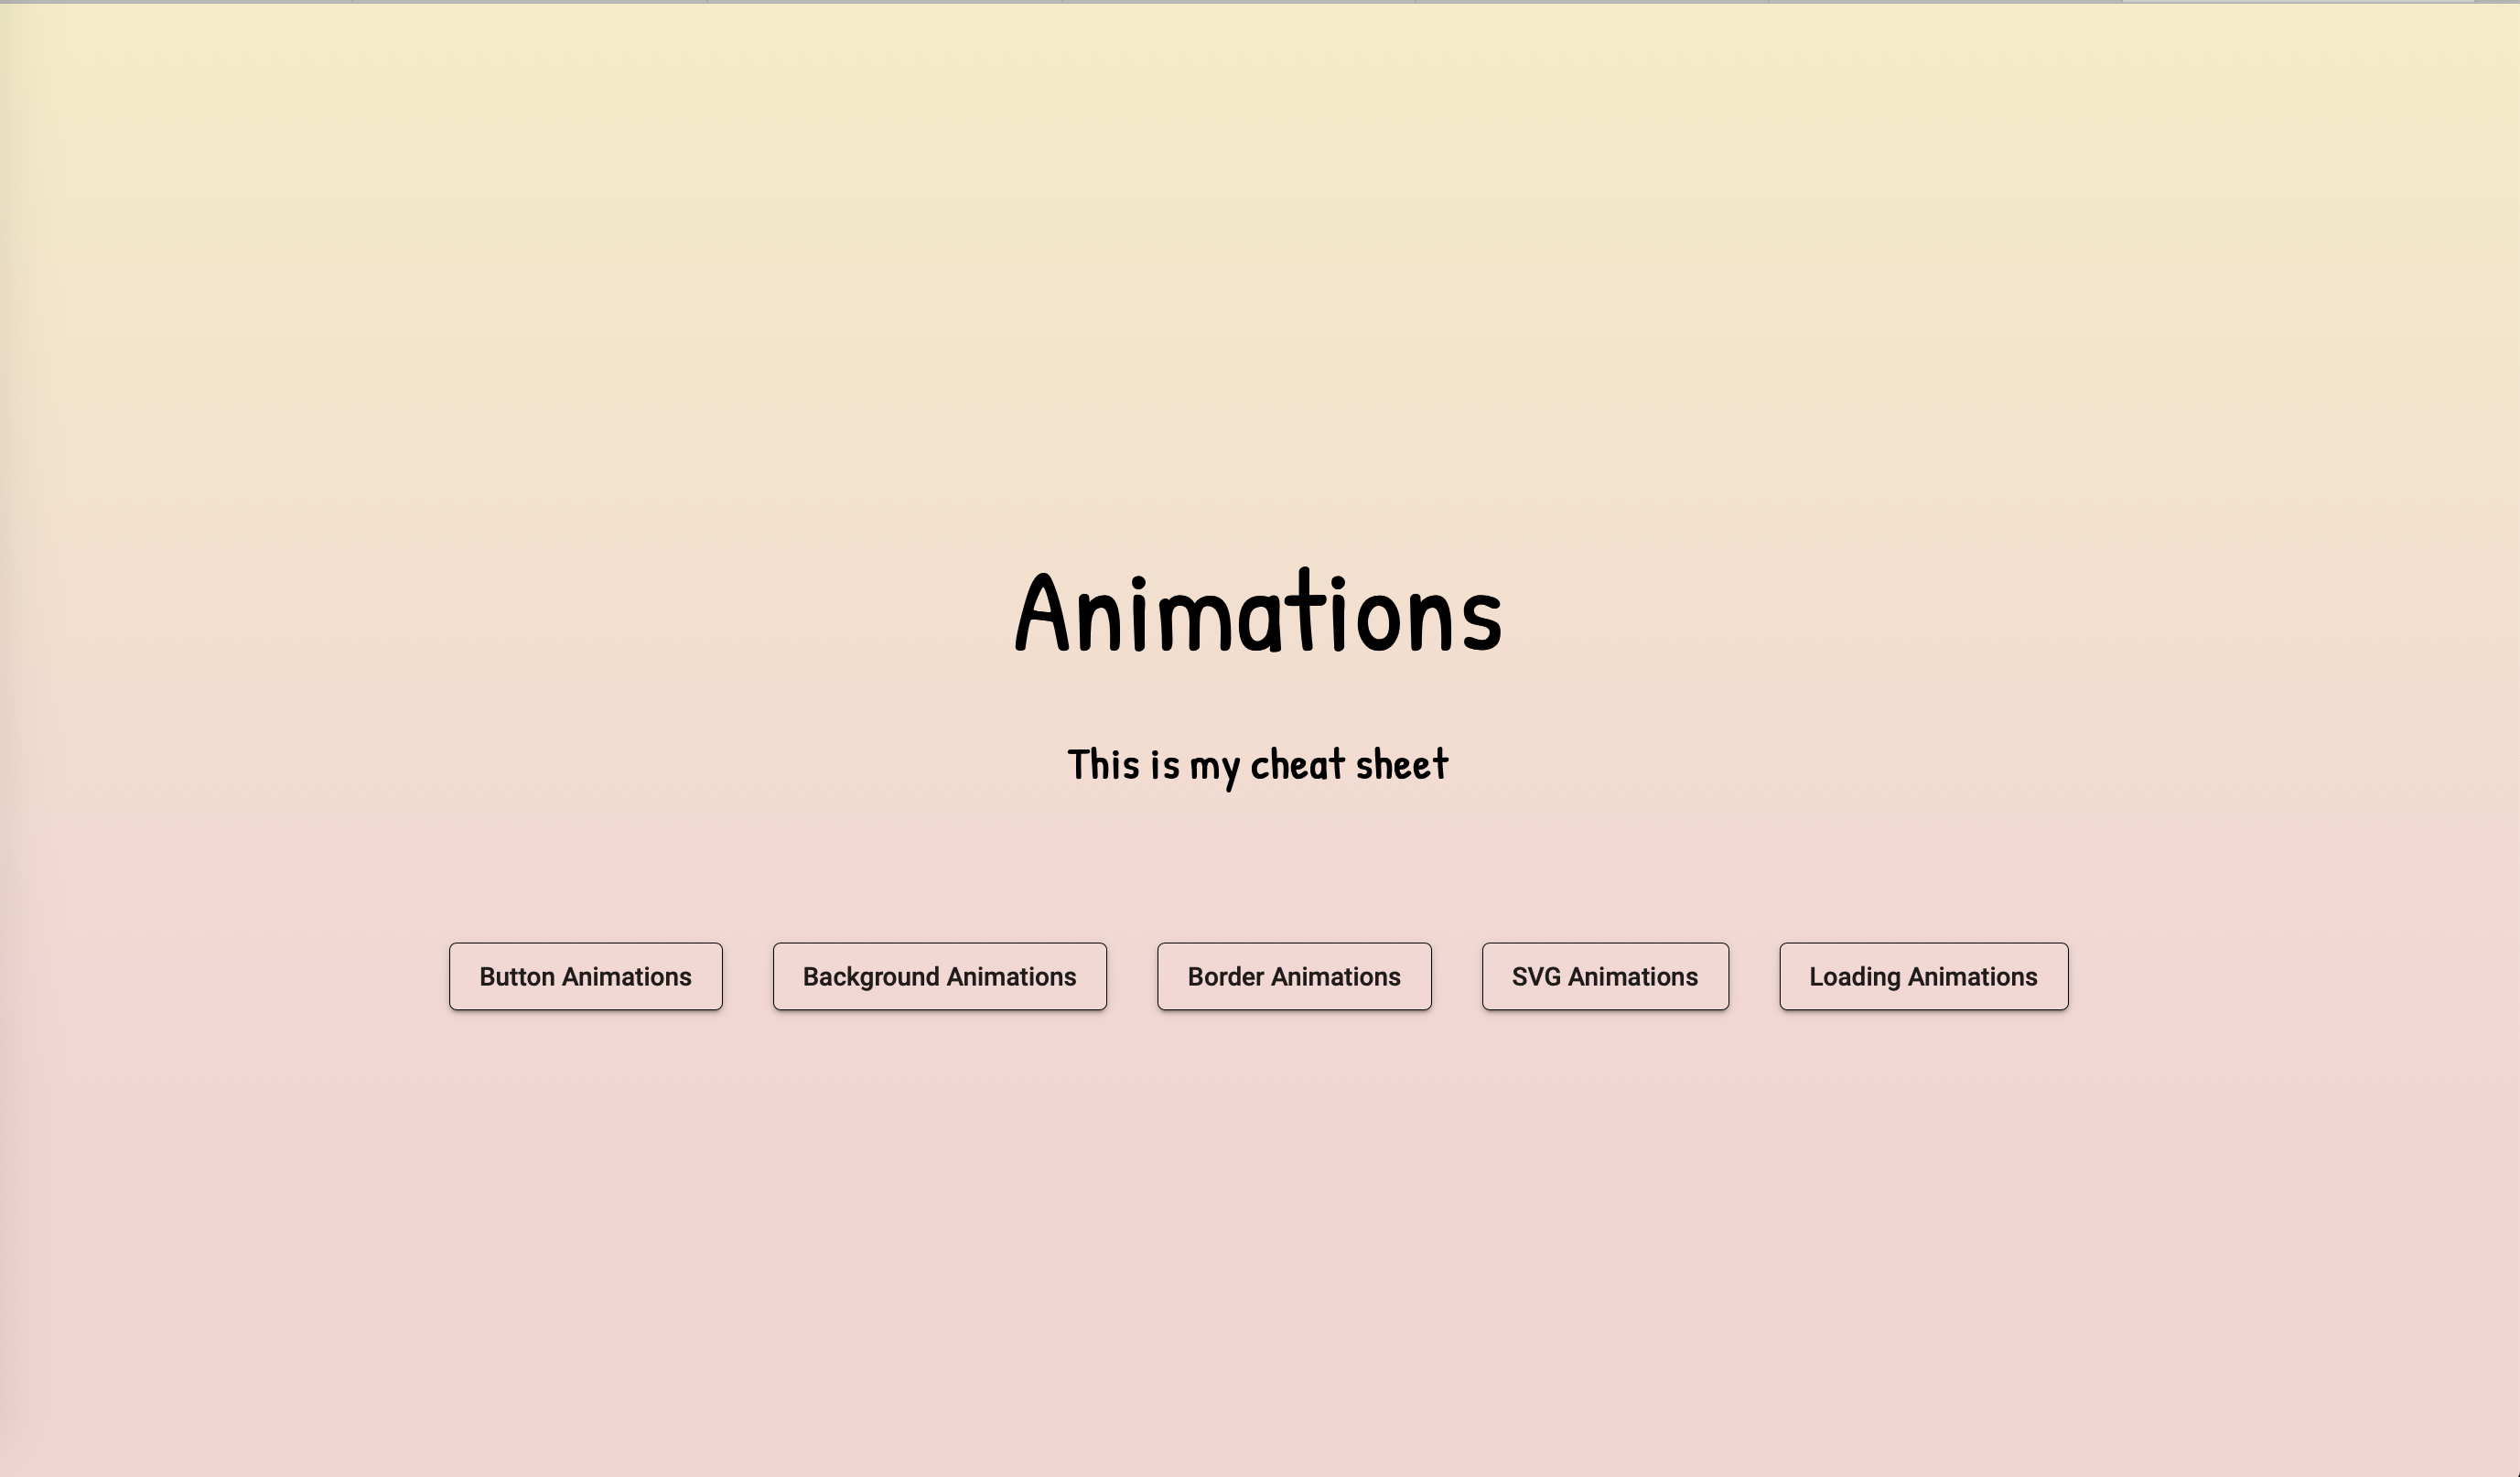 Animations
This is my cheat sheet
Button Animations
Background Animations
Border Animations
SVG Animations
Loading Animations